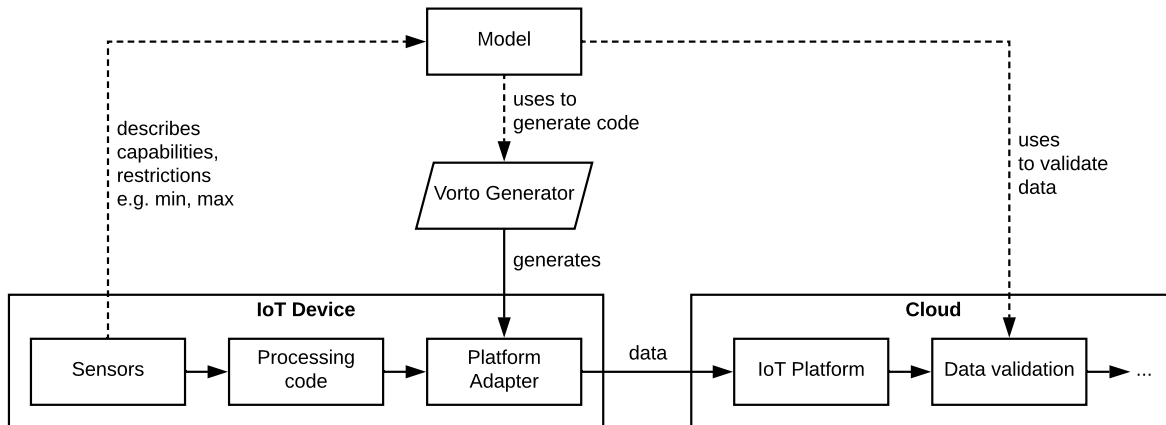 Model
uses to
generate code
describes
capabilities,
restrictions
e.g. min, max
uses
to validate
data
Vorto Generator
generates
IoT Device
Cloud
Sensors
Processing
code
Platform
Adapter
data
IoT Platform
Data validation
...